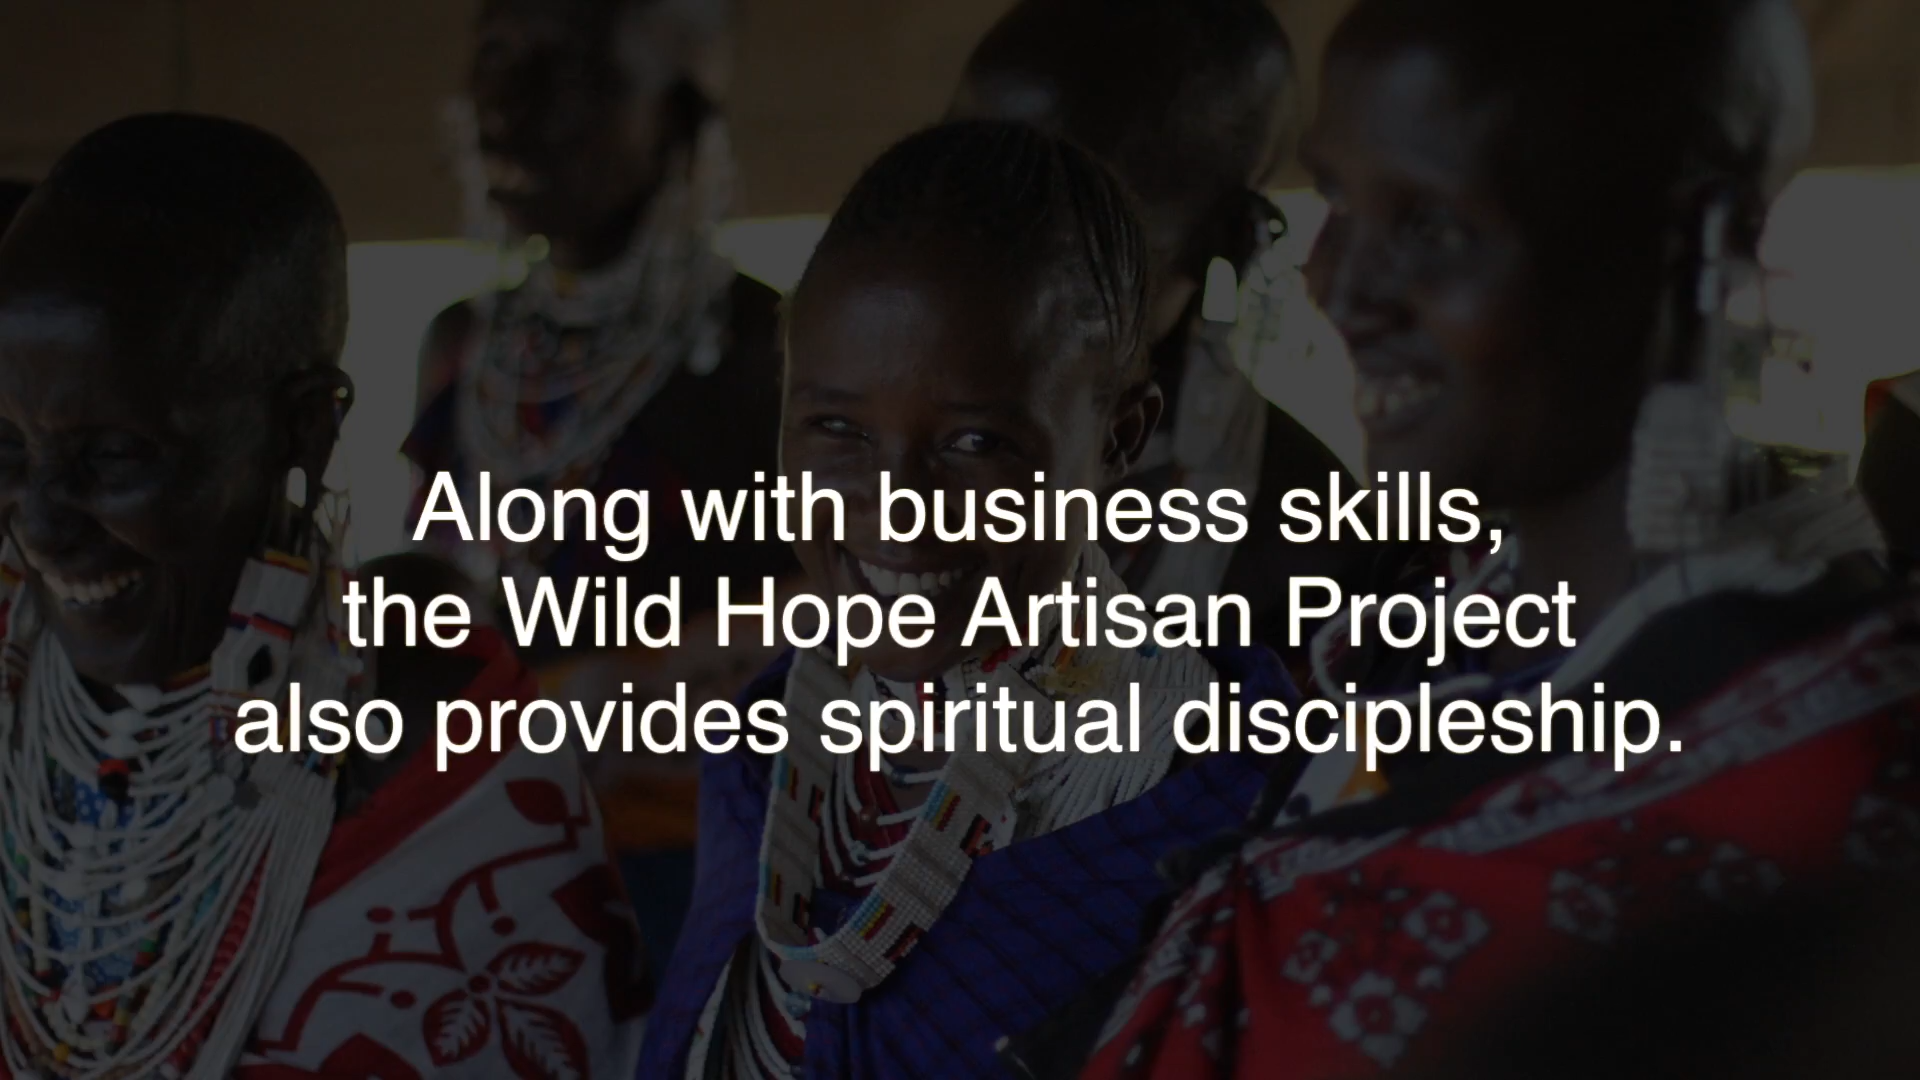 Along with business skills,
the Wild Hope Artisan Project
also provides spiritual discipleship.